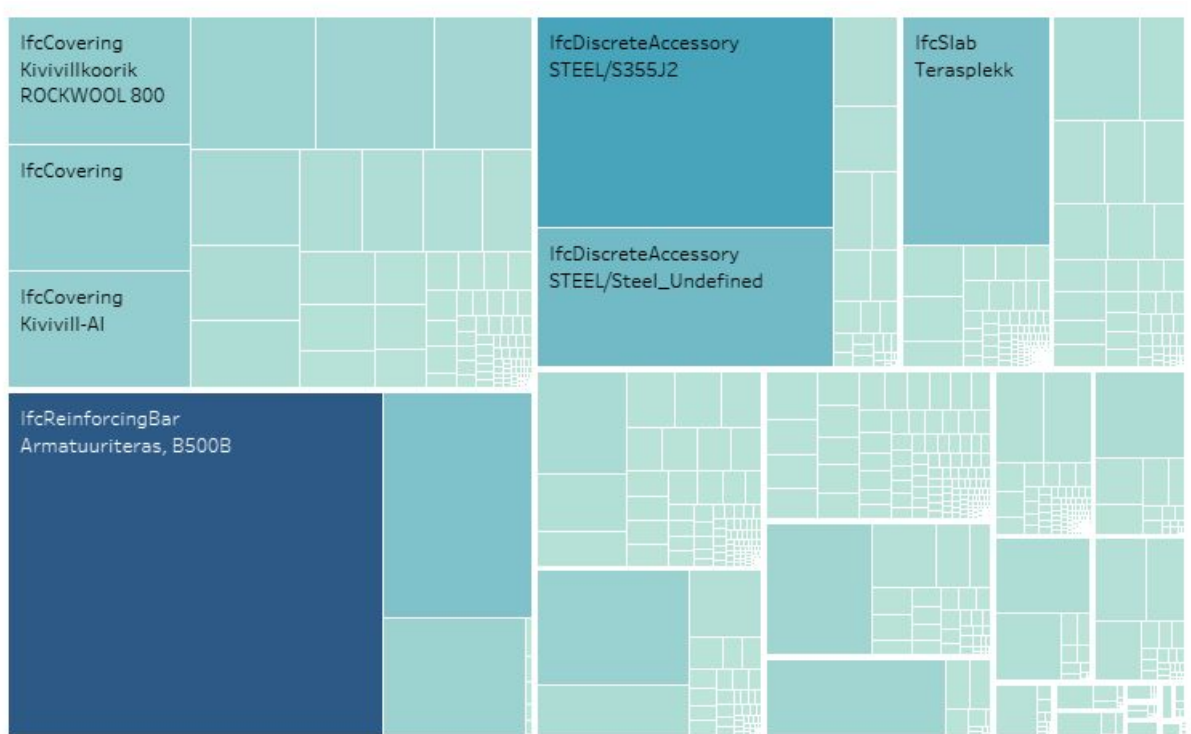 IfcCovering
Kivivillkoorik
ROCKWOOL 800
IfcCovering
IfcCovering
Kivivill-Al
IfcReinforcingBar
Armatuuriteras, B500B
IfcDiscreteAccessory
STEEL/S355J2
IfcDiscreteAccessory
STEEL/Steel_Undefined
IfcSlab
Terasplekk